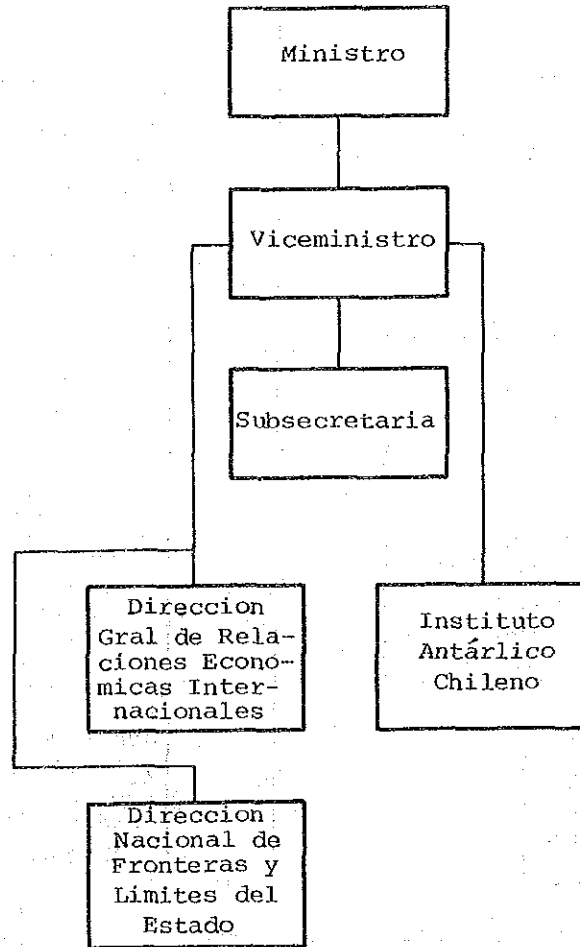 Ministro
Viceministro
Subsecretaria
Direccion
Gral de Rela-
ciones Econó-
micas Inter-
nacionales
Instituto
Antárlico
Chileno
Direccion
Nacional de
Fronteras y
Limites del
Estado